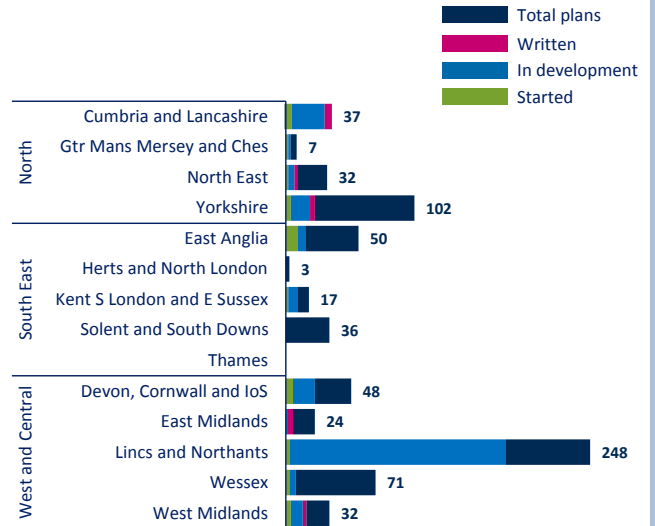 Total plans
Written
In development
Started
North
Cumbria and Lancashire 37
Gtr Mans Mersey and Ches 7
North East 32
Yorkshire 102
South East
East Anglia 50
Herts and North London 3
Kent S London and E Sussex 17
Solent and South Downs 36
Thames
West and Central
Devon, Cornwall and IoS 48
East Midlands 24
Lincs and Northants 248
Wessex 71
West Midlands 32